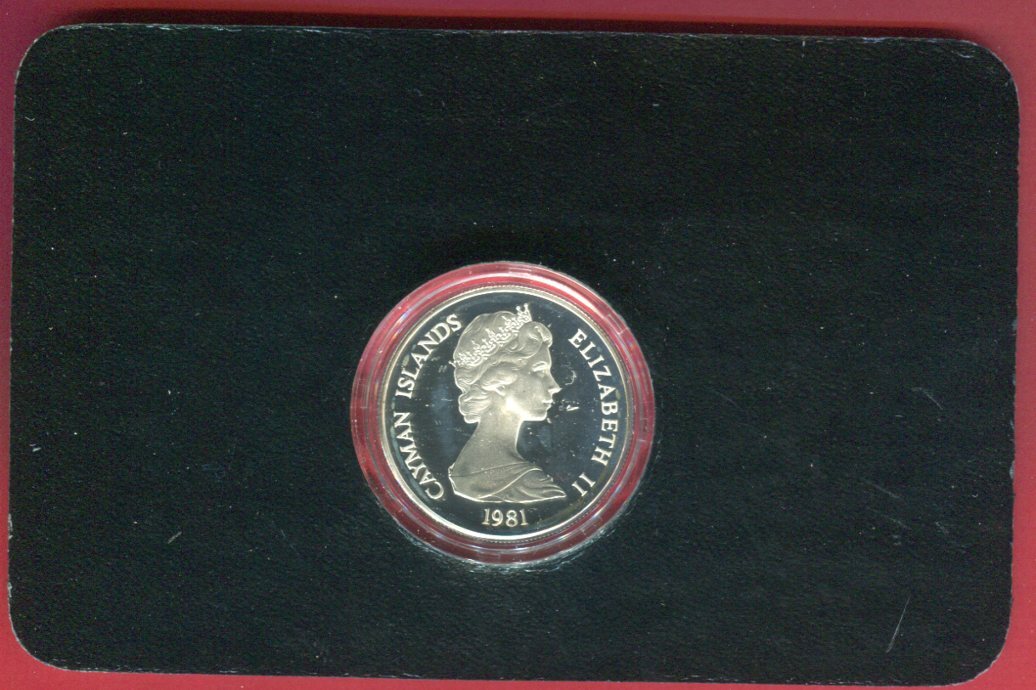 CAYMAN ISLANDS
ELIZABETH II
1981